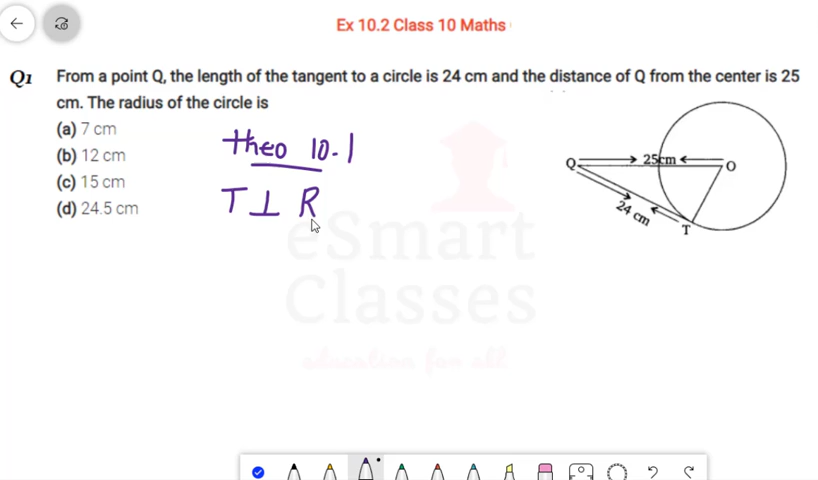 Ex 10.2 Class 10 Maths
Q1 From a point Q, the length of the tangent to a circle is 24 cm and the distance of Q from the center is 25
cm. The radius of the circle is
(a) 7 cm
(b) 12 cm
(c) 15 cm
(d) 24.5 cm
theo 10.1
T ⊥ R
Q 25cm O
24 cm
T
eSmart
Classes
education for all